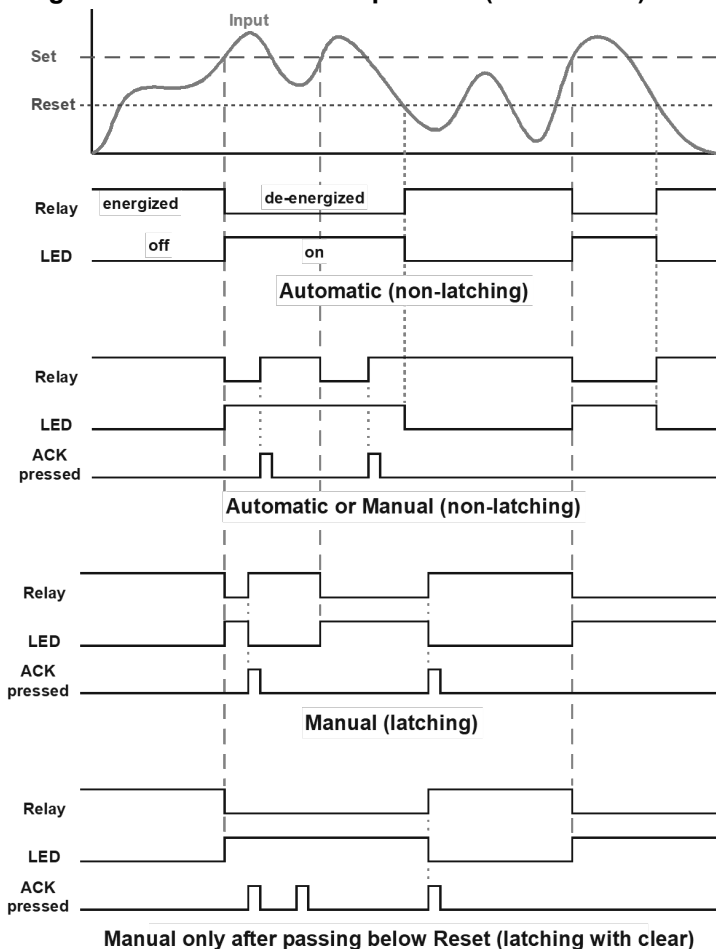 Input
Set
Reset
Relay energized de-energized
LED off on
Automatic (non-latching)
Relay
LED
ACK
pressed
Automatic or Manual (non-latching)
Relay
LED
ACK
pressed
Manual (latching)
Relay
LED
ACK
pressed
Manual only after passing below Reset (latching with clear)